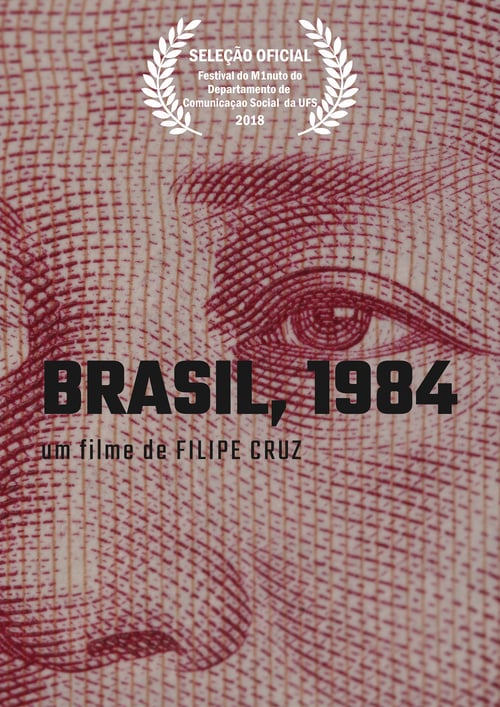 SELEÇÃO OFICIAL
Festival do M1nuto do
Departamento de
Comunicaçao Social da UFS
2018
BRASIL, 1984
um filme de FILIPE CRUZ